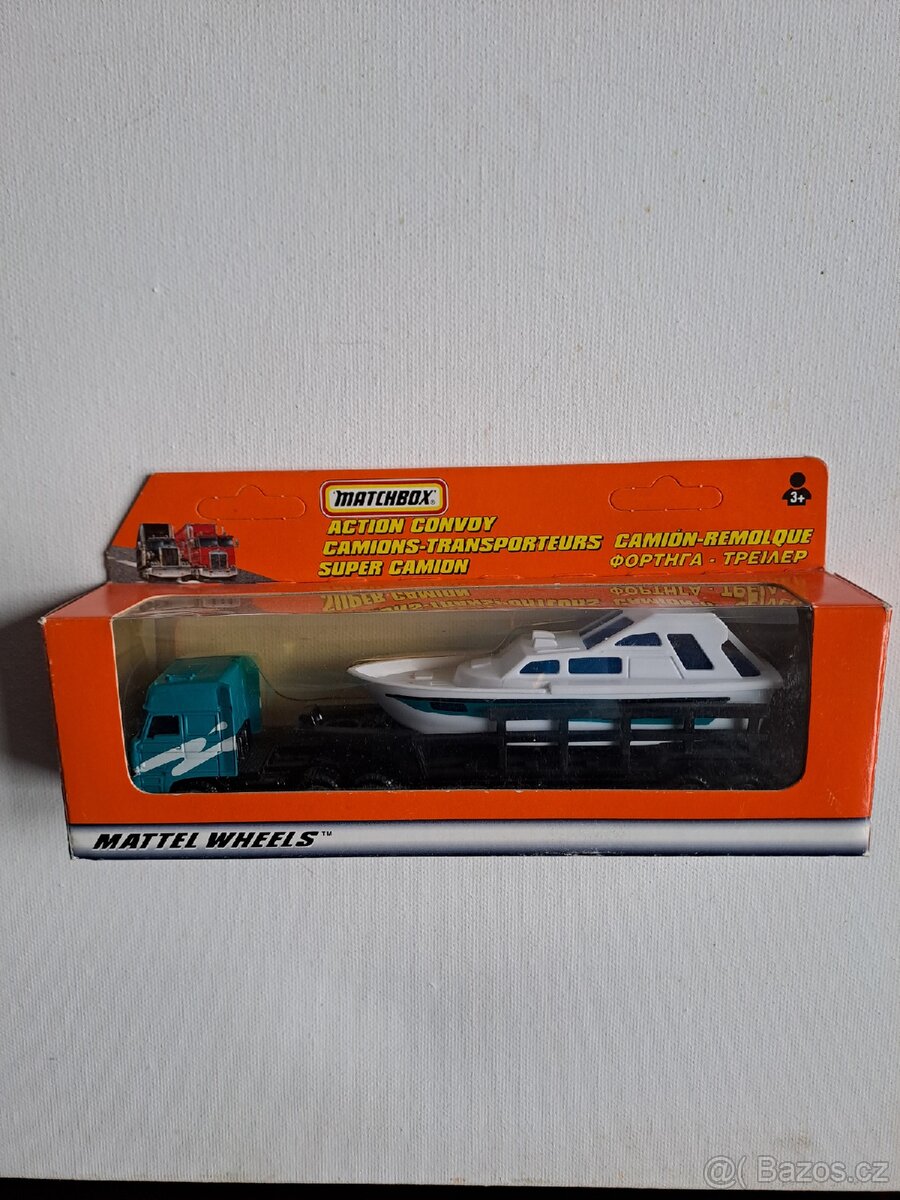 MATCHBOX®
3+
ACTION CONVOY
CAMIONS-TRANSPORTEURS
SUPER CAMION
CAMIÓN-REMOLQUE
ΦΟΡΤΗΓΑ - ΤΡΕΙΛΕΡ
MATTEL WHEELS™
@( Bazos.cz